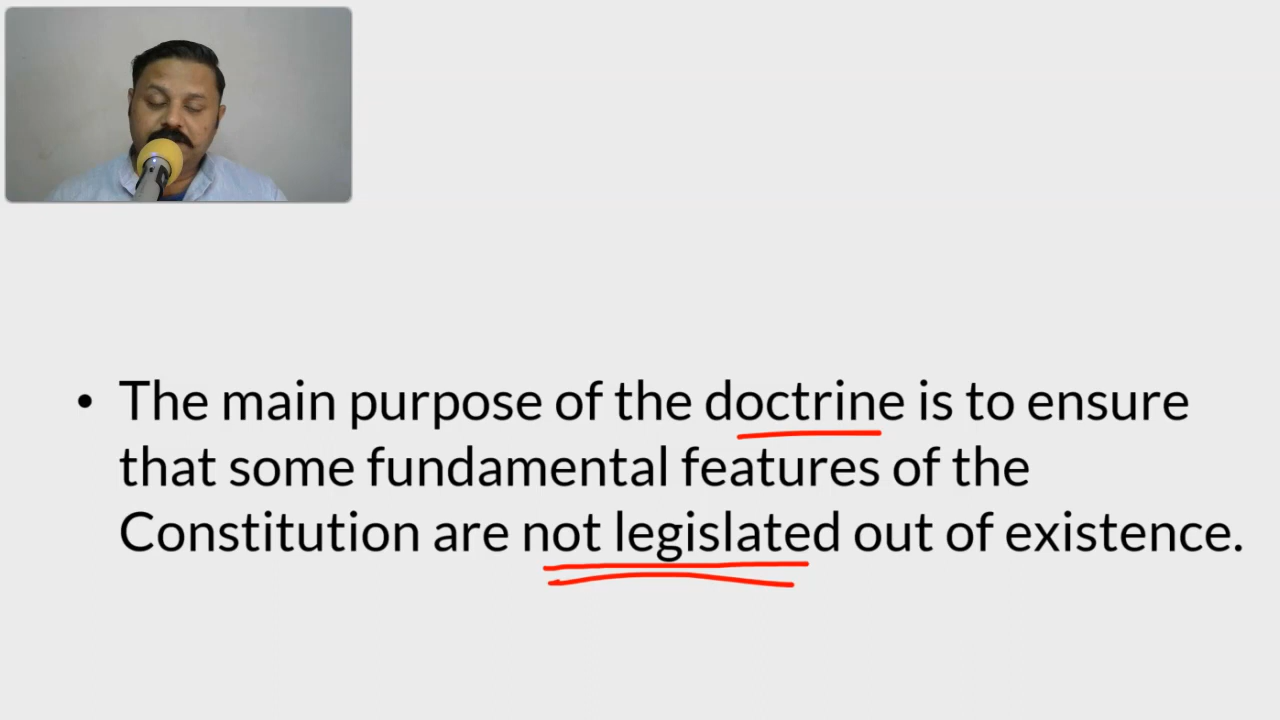 • The main purpose of the doctrine is to ensure
that some fundamental features of the
Constitution are not legislated out of existence.